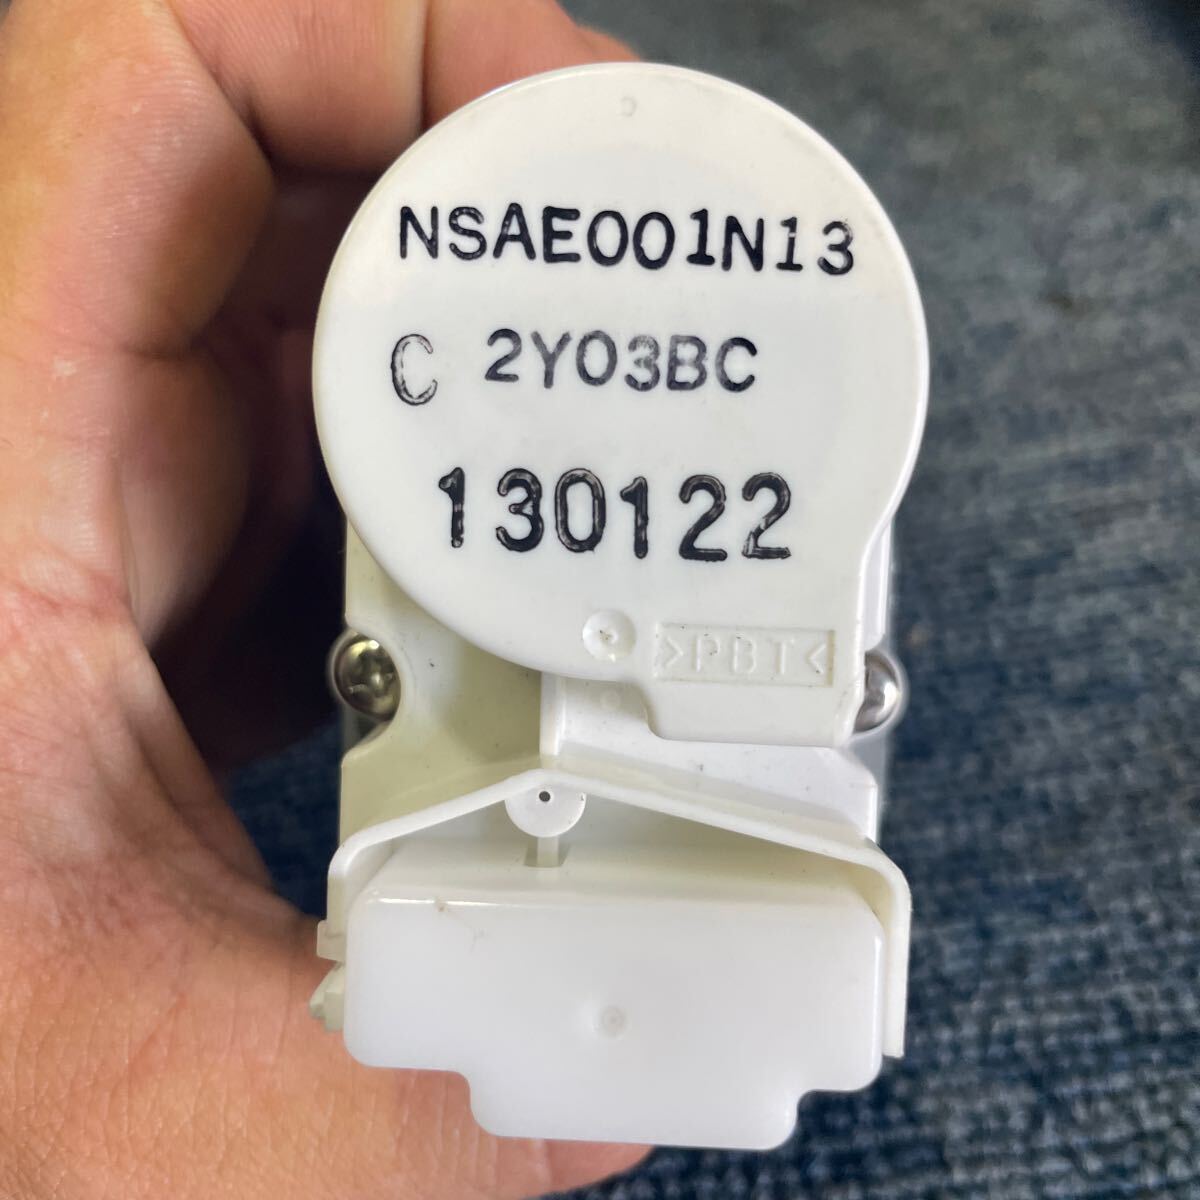 NSAE001N13
C 2Y03BC
130122
>PBT<